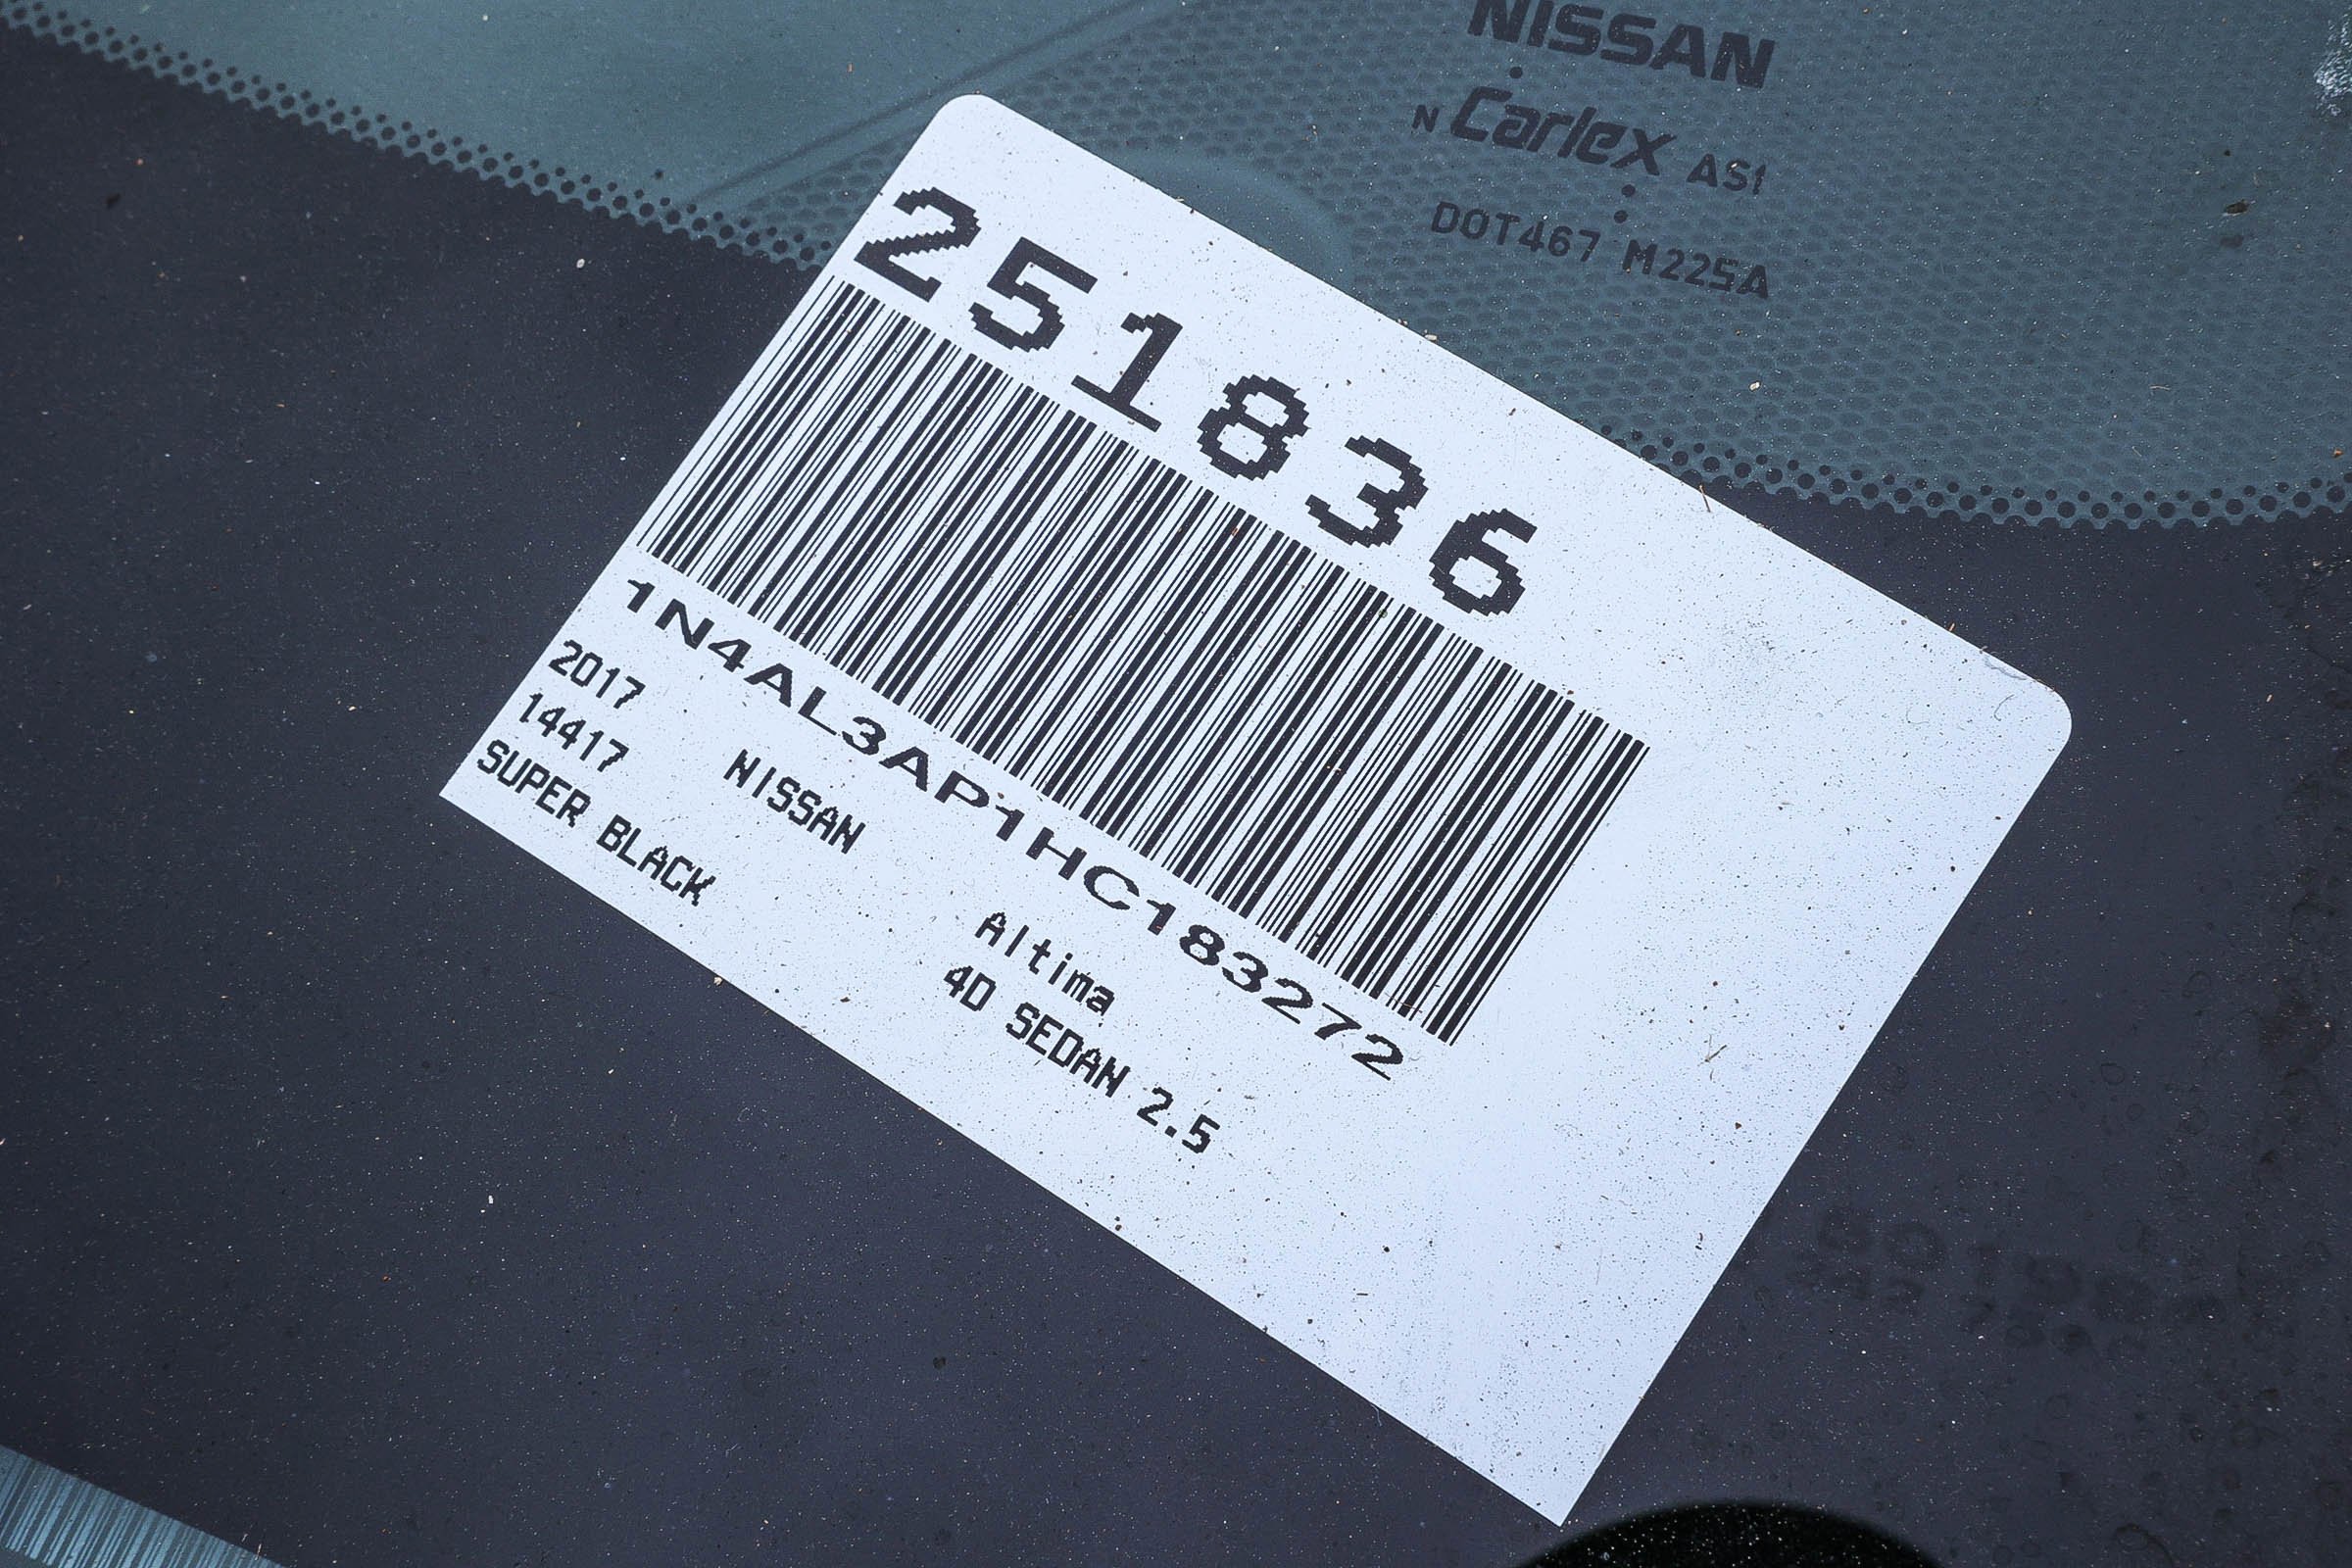 NISSAN
N Carlex AS1
DOT467 M225A
251836
1N4AL3AP1HC183272
2017 NISSAN Altima
14417 4D SEDAN 2.5
SUPER BLACK